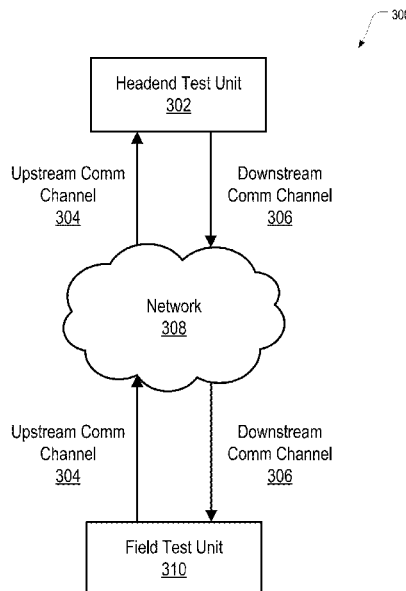 300
Headend Test Unit
302
Upstream Comm
Channel
304
Downstream
Comm Channel
306
Network
308
Upstream Comm
Channel
304
Downstream
Comm Channel
306
Field Test Unit
310